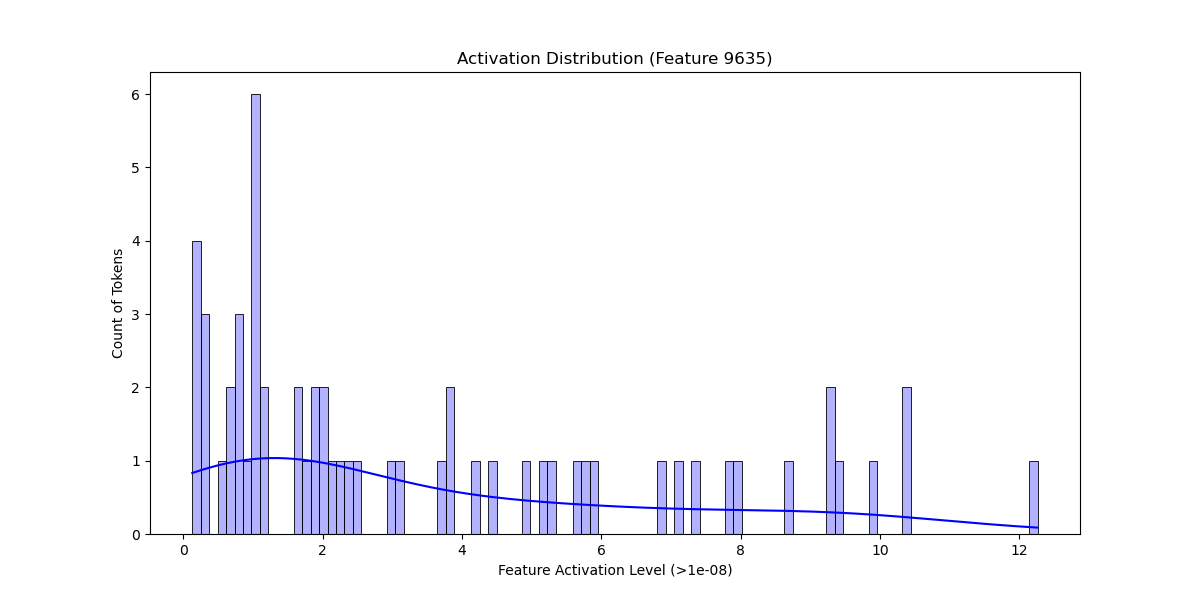 Activation Distribution (Feature 9635)
6
5
4
3
2
1
0
Count of Tokens
0 2 4 6 8 10 12
Feature Activation Level (>1e-08)